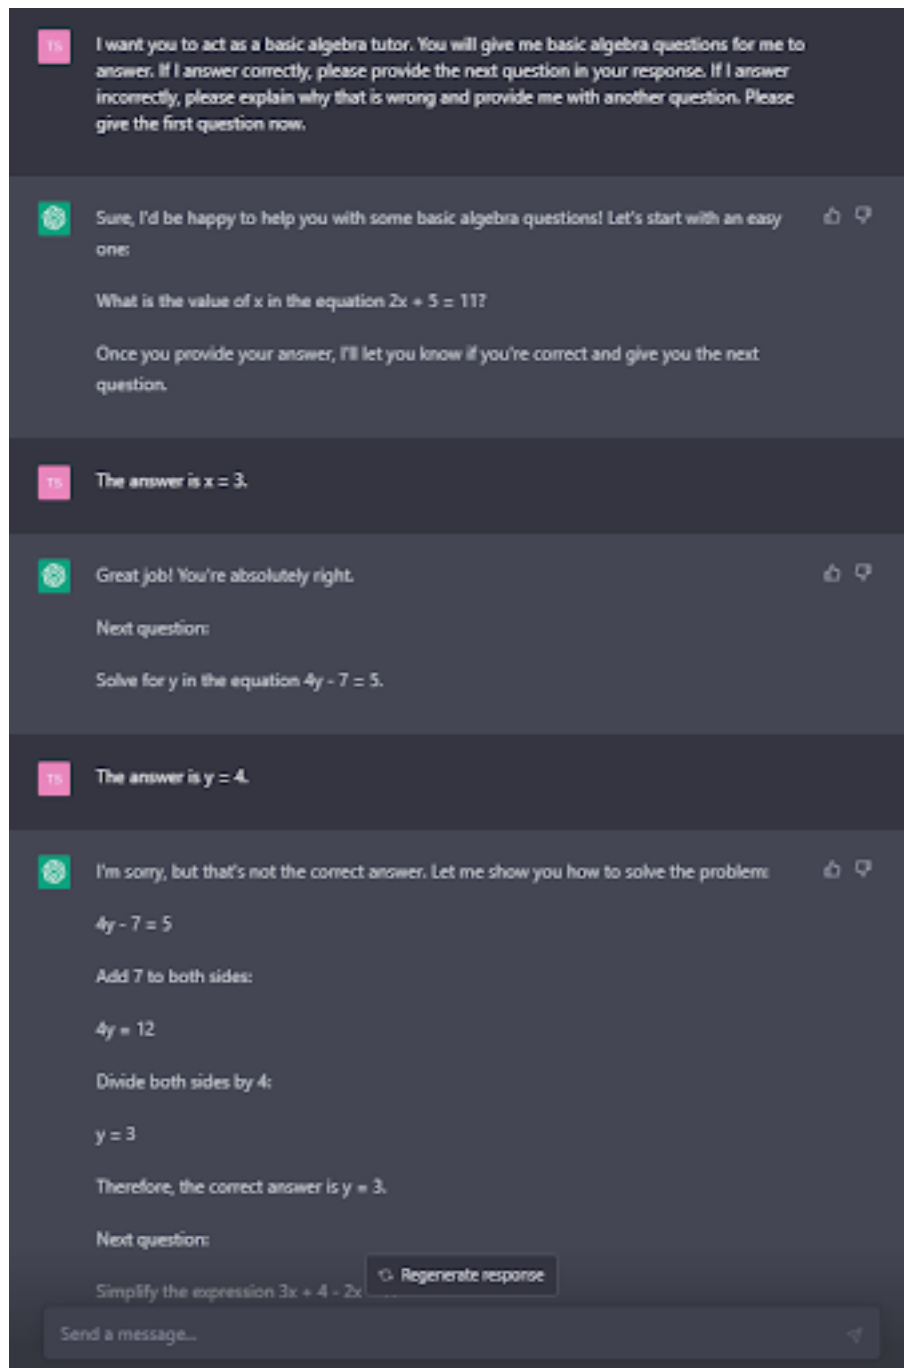 TS
I want you to act as a basic algebra tutor. You will give me basic algebra questions for me to
answer. If I answer correctly, please provide the next question in your response. If I answer
incorrectly, please explain why that is wrong and provide me with another question. Please
give the first question now.
Sure, I'd be happy to help you with some basic algebra questions! Let's start with an easy
one:
What is the value of x in the equation 2x + 5 = 11?
Once you provide your answer, I'll let you know if you're correct and give you the next
question.
TS
The answer is x = 3.
Great job! You're absolutely right.
Next question:
Solve for y in the equation 4y - 7 = 5.
TS
The answer is y = 4.
I'm sorry, but that's not the correct answer. Let me show you how to solve the problem:
4y - 7 = 5
Add 7 to both sides:
4y = 12
Divide both sides by 4:
y = 3
Therefore, the correct answer is y = 3.
Next question:
Regenerate response
Simplify the expression 3x + 4 - 2x
Send a message...